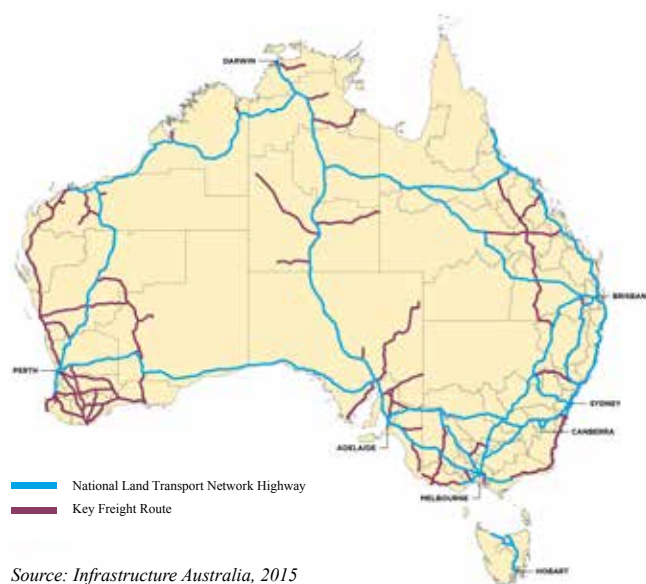 DARWIN
BRISBAN
PERTH
SYDNEY
CANBERRA
ADELAIDE
National Land Transport Network Highway
MELBOURNE
Key Freight Route
HOBART
Source: Infrastructure Australia, 2015